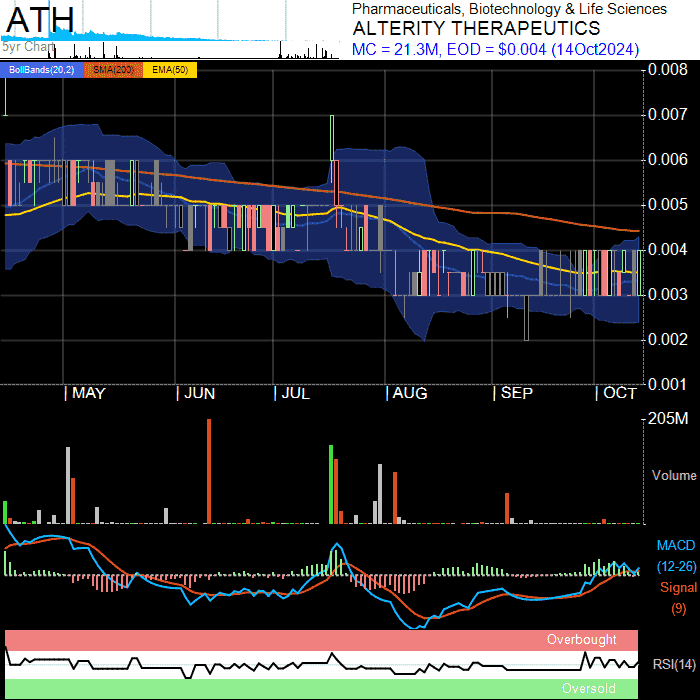 ATH
5yr Chart
Pharmaceuticals, Biotechnology & Life Sciences
ALTERITY THERAPEUTICS
MC = 21.3M, EOD = $0.004 (14Oct2024)
BollBands(20,2) SMA(200) EMA(50)
0.008
0.007
0.006
0.005
0.004
0.003
0.002
0.001
MAY JUN JUL AUG SEP OCT
205M
Volume
MACD
(12-26)
Signal
(9)
Overbought
RSI(14)
Oversold